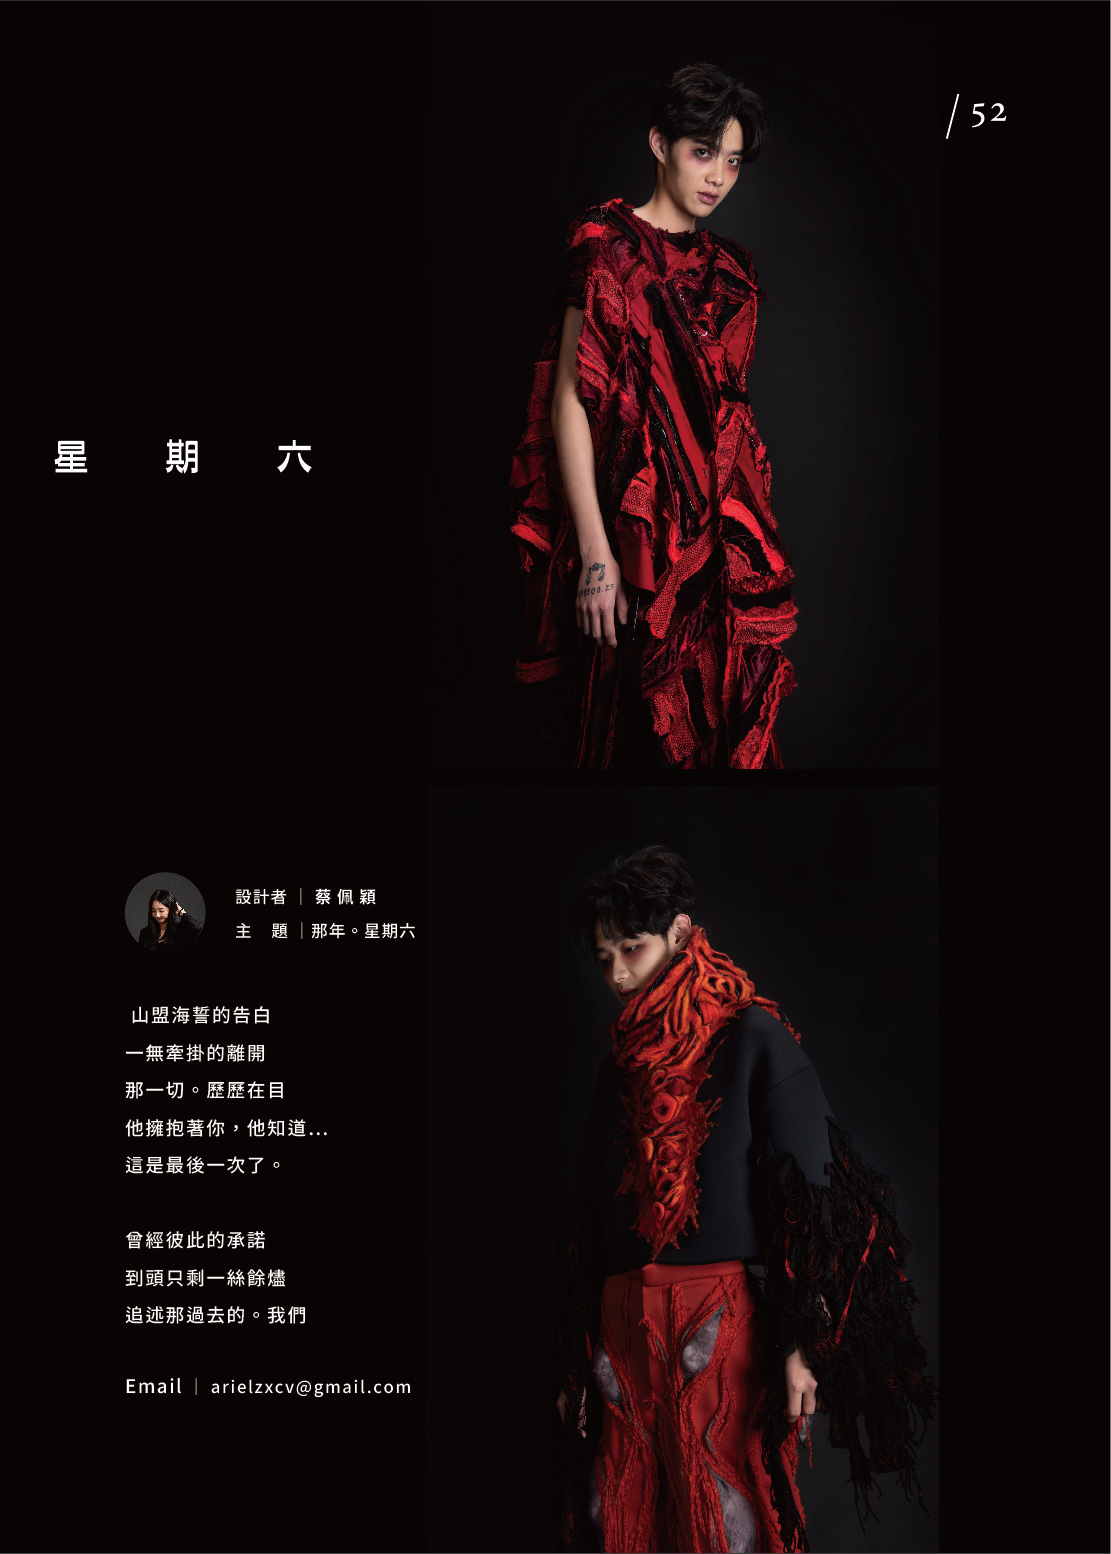 / 52
星期六
設計者｜蔡佩穎
主　題｜那年。星期六
山盟海誓的告白
一無牽掛的離開
那一切。歷歷在目
他擁抱著你，他知道...
這是最後一次了。
曾經彼此的承諾
到頭只剩一絲餘燼
追述那過去的。我們
Email｜arielzxcv@gmail.com